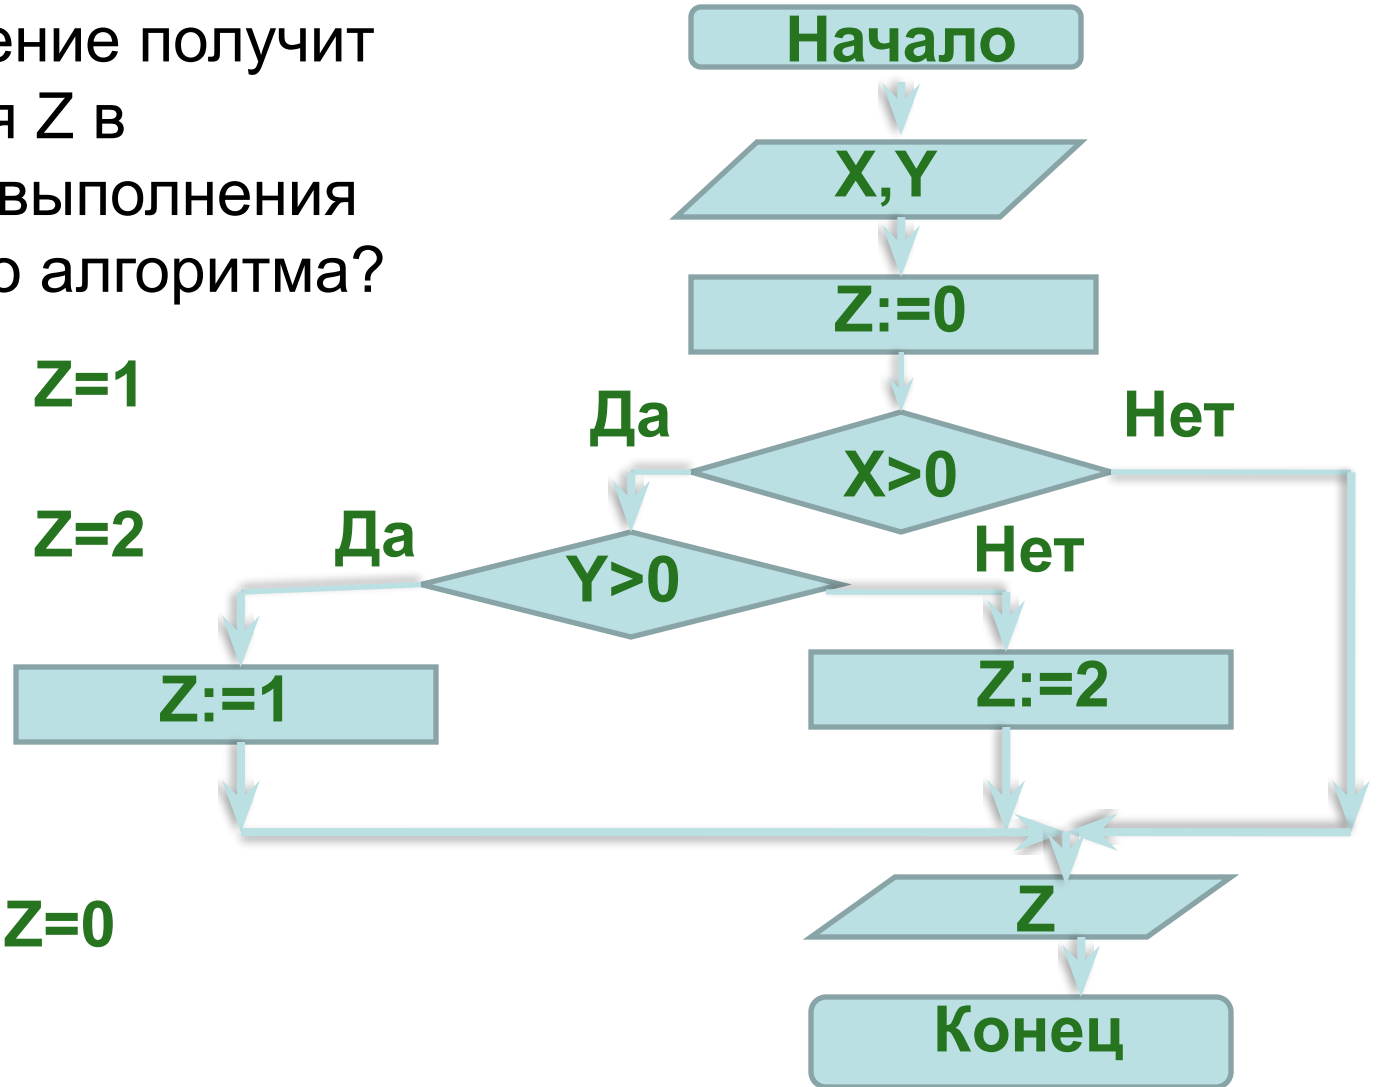 ение получит
я Z в
выполнения
о алгоритма?
Z=1
Z=2
Z=0
Начало
X,Y
Z:=0
Да
Нет
X>0
Да
Нет
Y>0
Z:=1
Z:=2
Z
Конец